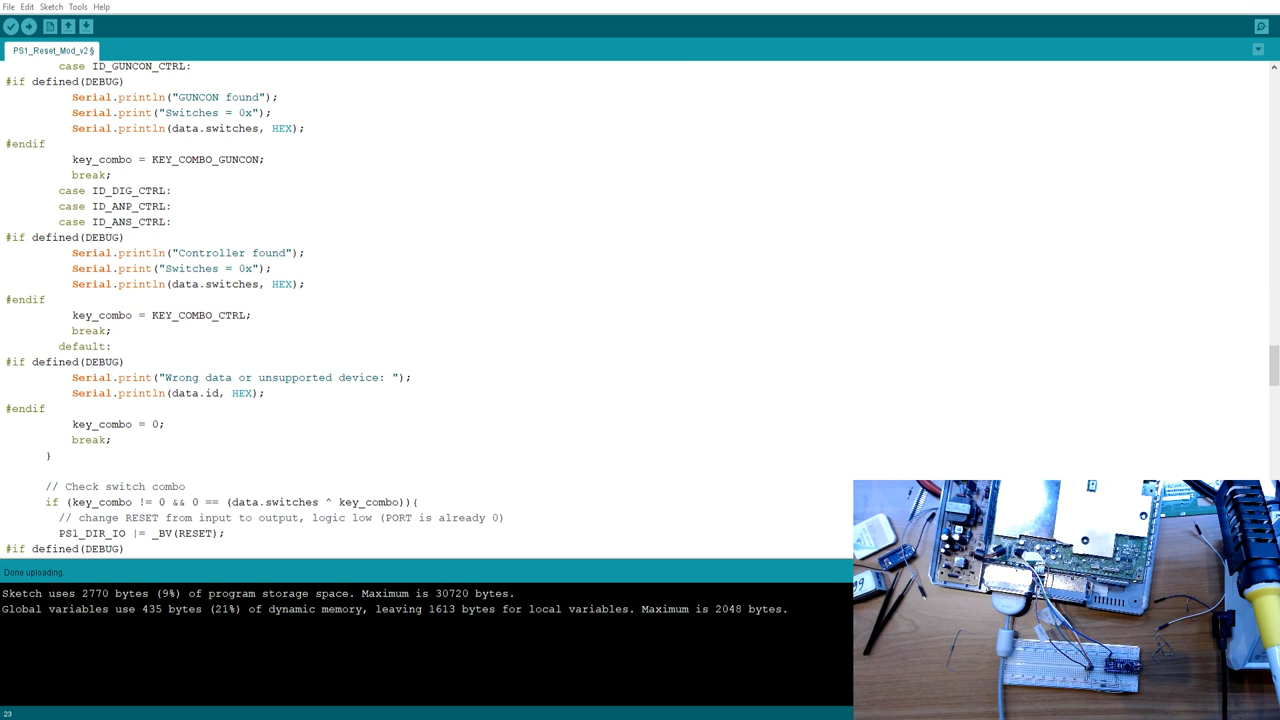 File Edit Sketch Tools Help
PS1_Reset_Mod_v2 §
case ID_GUNCON_CTRL:
#if defined(DEBUG)
Serial.println("GUNCON found");
Serial.print("Switches = 0x");
Serial.println(data.switches, HEX);
#endif
key_combo = KEY_COMBO_GUNCON;
break;
case ID_DIG_CTRL:
case ID_ANP_CTRL:
case ID_ANS_CTRL:
#if defined(DEBUG)
Serial.println("Controller found");
Serial.print("Switches = 0x");
Serial.println(data.switches, HEX);
#endif
key_combo = KEY_COMBO_CTRL;
break;
default:
#if defined(DEBUG)
Serial.print("Wrong data or unsupported device: ");
Serial.println(data.id, HEX);
#endif
key_combo = 0;
break;
}
// Check switch combo
if (key_combo != 0 && 0 == (data.switches ^ key_combo)){
// change RESET from input to output, logic low (PORT is already 0)
PS1_DIR_IO |= _BV(RESET);
#if defined(DEBUG)
Done uploading.
Sketch uses 2770 bytes (9%) of program storage space. Maximum is 30720 bytes.
Global variables use 435 bytes (21%) of dynamic memory, leaving 1613 bytes for local variables. Maximum is 2048 bytes.
23